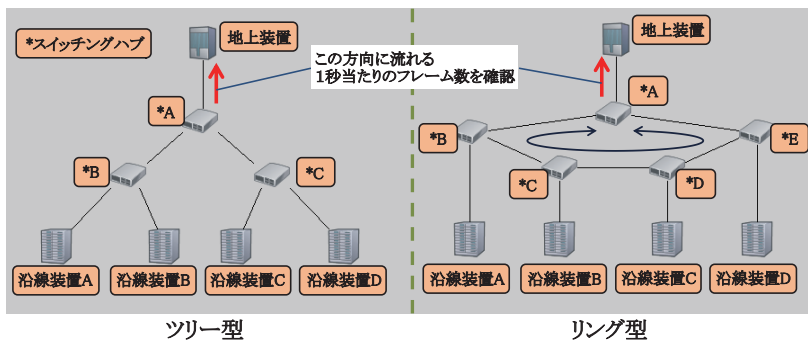 *スイッチングハブ
地上装置
この方向に流れる
1秒当たりのフレーム数を確認
*A
*B
*C
沿線装置A
沿線装置B
沿線装置C
沿線装置D
ツリー型
地上装置
*A
*B
*E
*C
*D
沿線装置A
沿線装置B
沿線装置C
沿線装置D
リング型